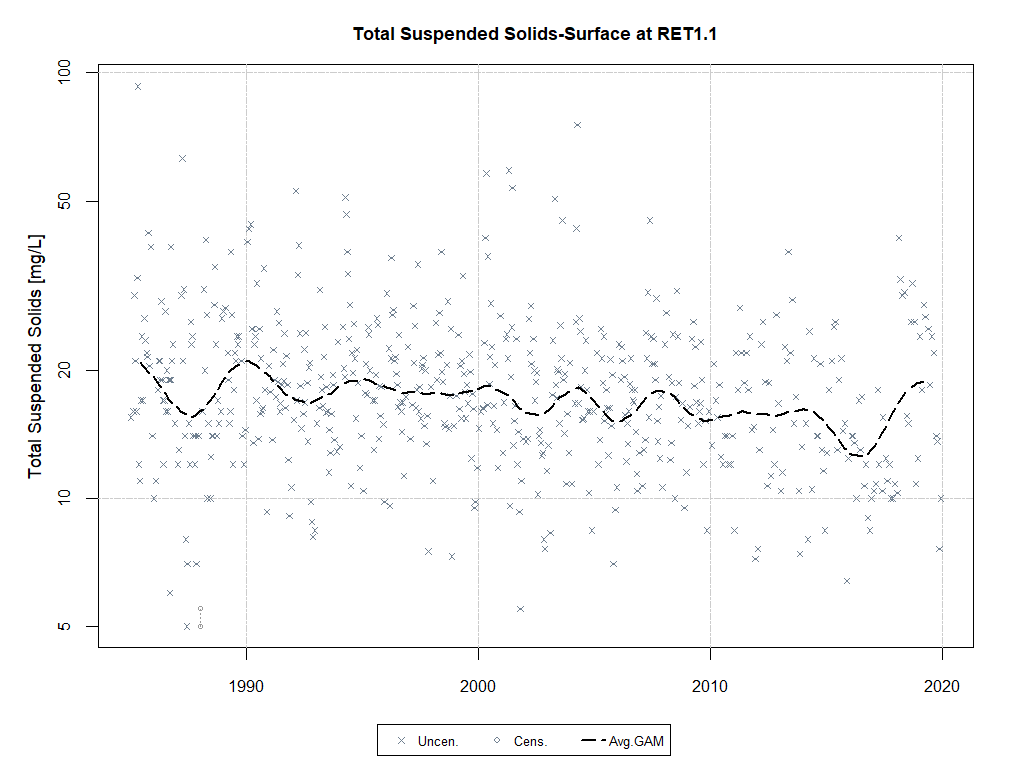 Total Suspended Solids-Surface at RET1.1
Total Suspended Solids [mg/L]
100
50
20
10
5
1990 2000 2010 2020
Uncen. Cens. Avg.GAM